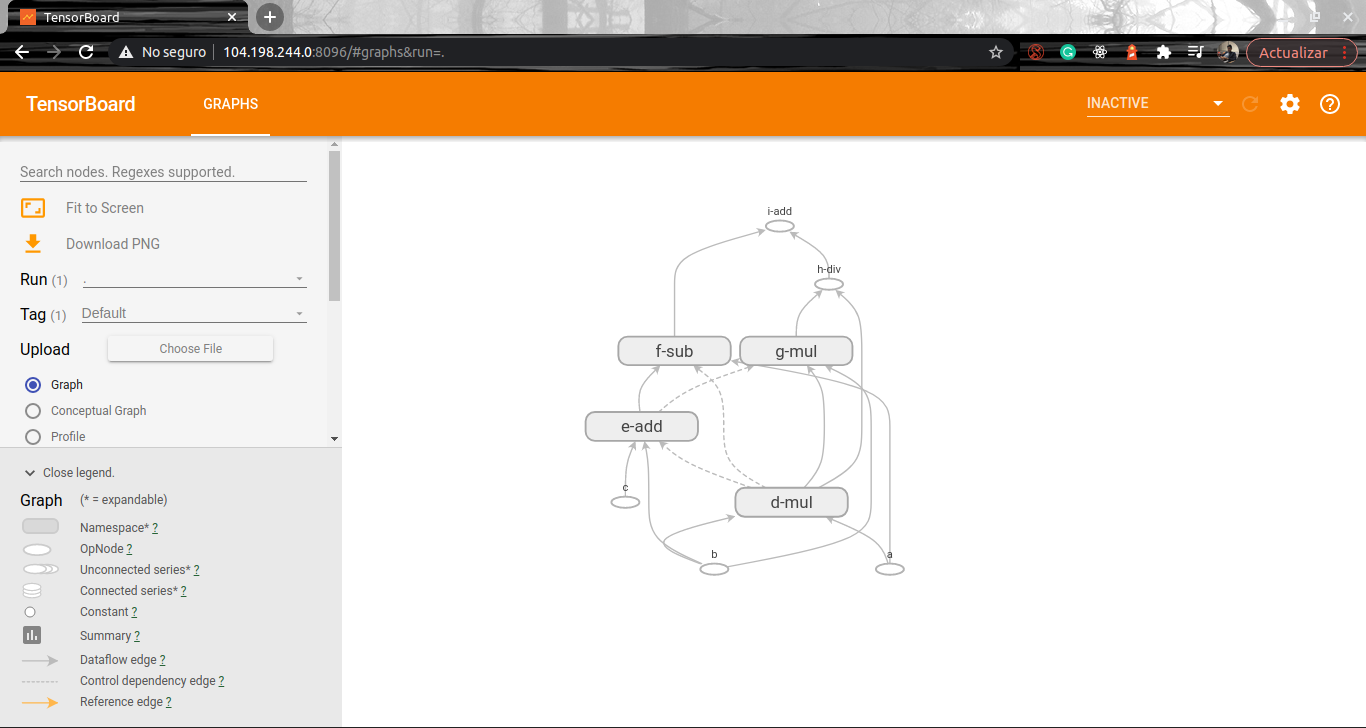 TensorBoard
No seguro 104.198.244.0:8096/#graphs&run=.
Actualizar
TensorBoard GRAPHS INACTIVE
Search nodes. Regexes supported.
Fit to Screen
Download PNG
Run (1) .
Tag (1) Default
Upload Choose File
Graph
Conceptual Graph
Profile
Close legend.
Graph (* = expandable)
Namespace* ?
OpNode ?
Unconnected series* ?
Connected series* ?
Constant ?
Summary ?
Dataflow edge ?
Control dependency edge ?
Reference edge ?
i-add
h-div
f-sub g-mul
e-add
c
d-mul
b a